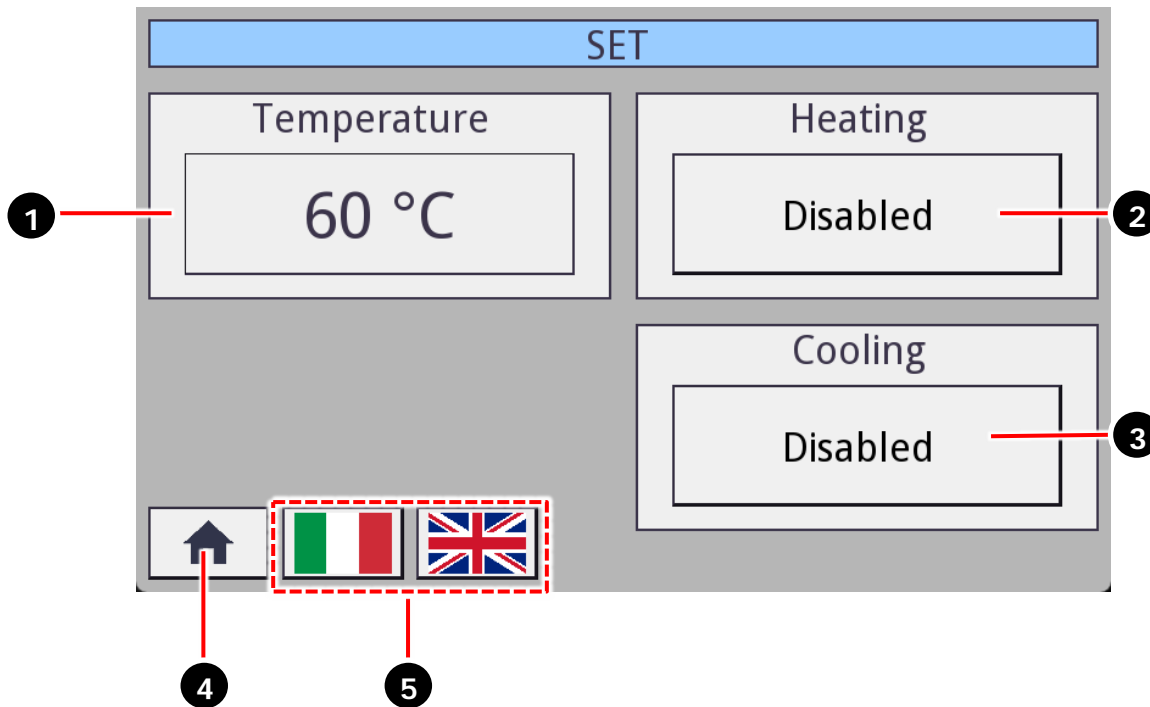 SET
Temperature
60 °C
Heating
Disabled
Cooling
Disabled
1
2
3
4
5